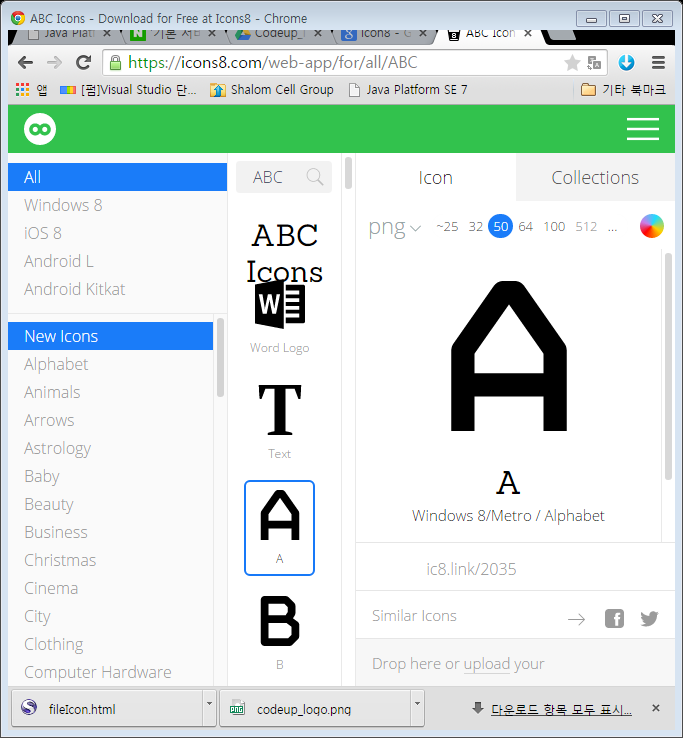 ABC Icons - Download for Free at Icons8 - Chrome
Java Platf
기본 서비
Codeup_l
Icon8 - G
ABC Icon
https://icons8.com/web-app/for/all/ABC
앱
[펌]Visual Studio 단...
Shalom Cell Group
Java Platform SE 7
기타 북마크
All
Windows 8
iOS 8
Android L
Android Kitkat
New Icons
Alphabet
Animals
Arrows
Astrology
Baby
Beauty
Business
Christmas
Cinema
City
Clothing
Computer Hardware
ABC
ABC
Icons
W
Word Logo
T
Text
A
A
B
B
Icon
Collections
png
~25 32 50 64 100 512 ...
A
A
Windows 8/Metro / Alphabet
ic8.link/2035
Similar Icons
Drop here or upload your
fileIcon.html
codeup_logo.png
다운로드 항목 모두 표시...